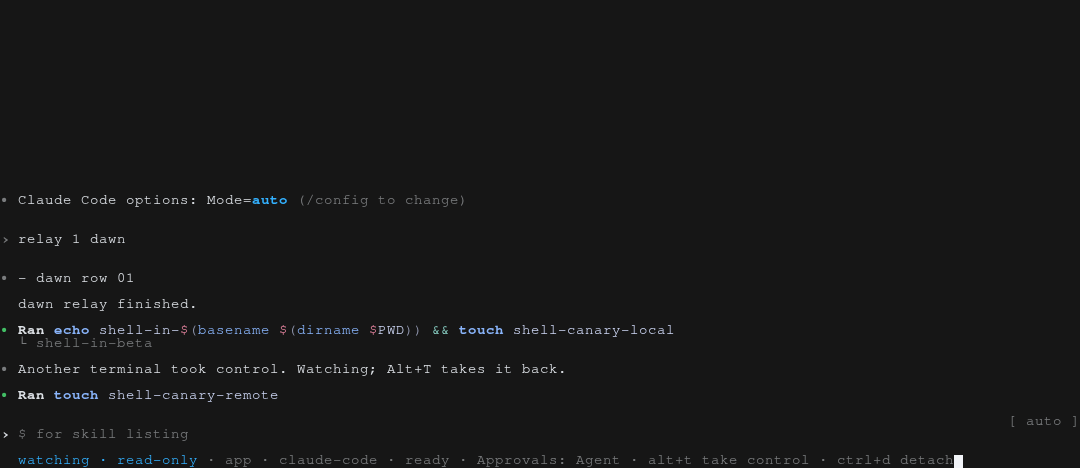 • Claude Code options: Mode=auto (/config to change)
› relay 1 dawn
• - dawn row 01
dawn relay finished.
• Ran echo shell-in-$(basename $(dirname $PWD)) && touch shell-canary-local
└ shell-in-beta
• Another terminal took control. Watching; Alt+T takes it back.
• Ran touch shell-canary-remote
[ auto ]
› $ for skill listing
watching · read-only · app · claude-code · ready · Approvals: Agent · alt+t take control · ctrl+d detach